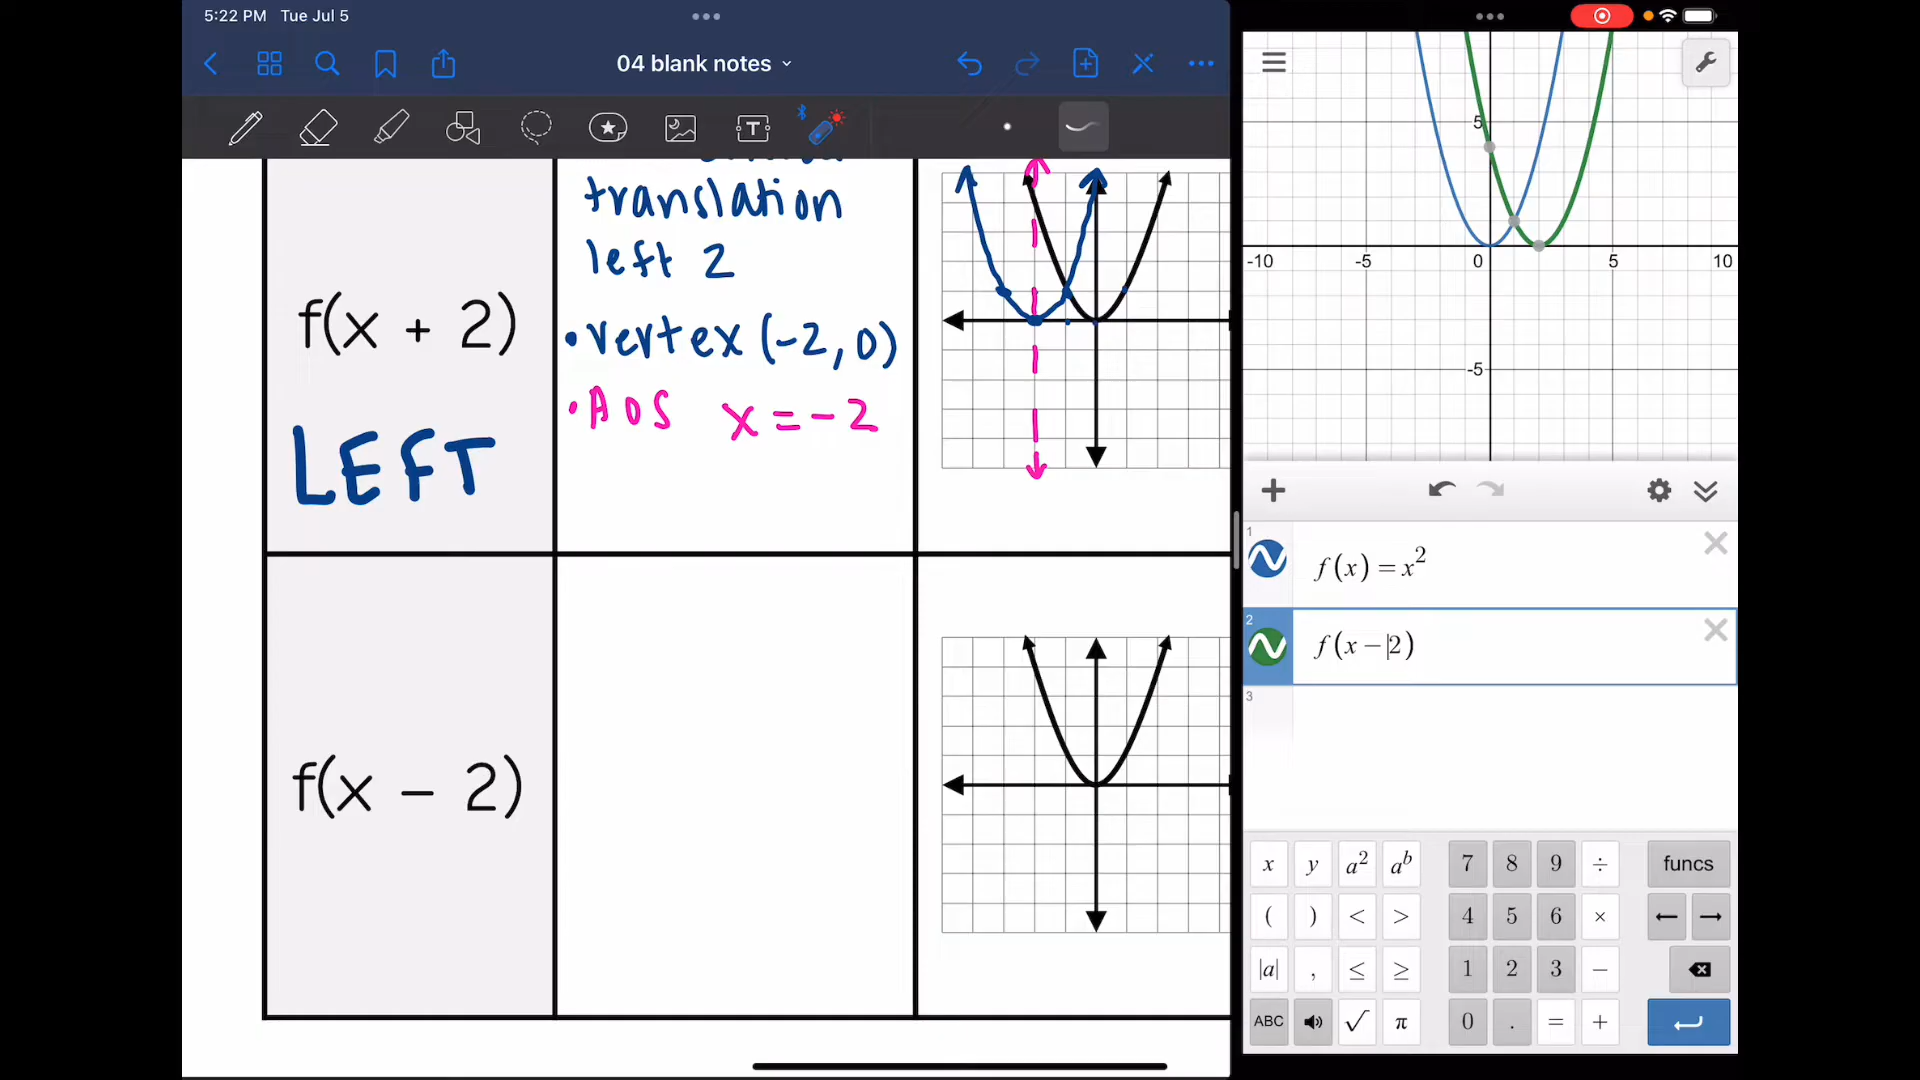 5:22 PM Tue Jul 5
04 blank notes
translation
left 2
f(x + 2)
• vertex (-2, 0)
• AOS x = -2
LEFT
f(x − 2)
5
-10 -5 0 5 10
-5
1
f(x) = x²
2
f(x − 2)
3
x y a² aᵇ 7 8 9 ÷ funcs
( ) < > 4 5 6 × ← →
|a| , ≤ ≥ 1 2 3 −
ABC √ π 0 . = +